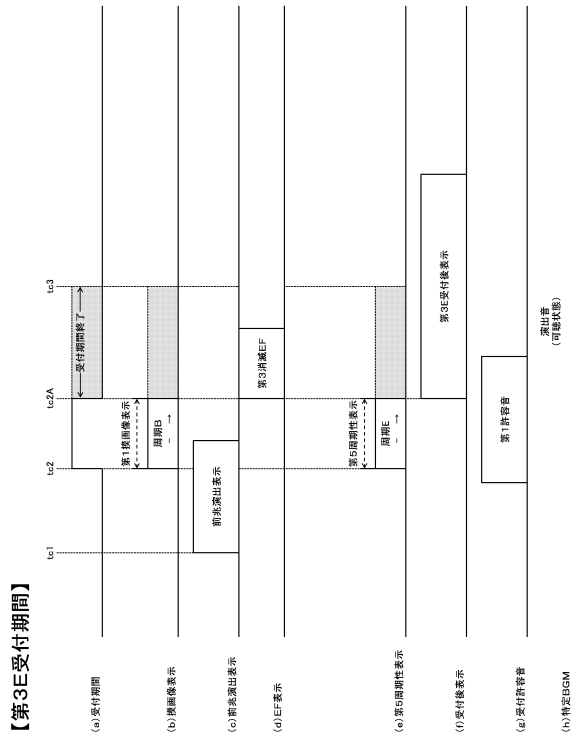 【第3E受付期間】
tc1
tc2
tc2A
tc3
(a)受付期間
受付期間終了
(b)摸画像表示
第1摸画像表示
周期B
− →
(c)前兆演出表示
前兆演出表示
(d)EF表示
第3消滅EF
(e)第5周期性表示
第5周期性表示
周期E
− →
(f)受付後表示
第3E受付後表示
(g)受付許容音
第1許容音
(h)特定BGM
演出音
(可聴状態)